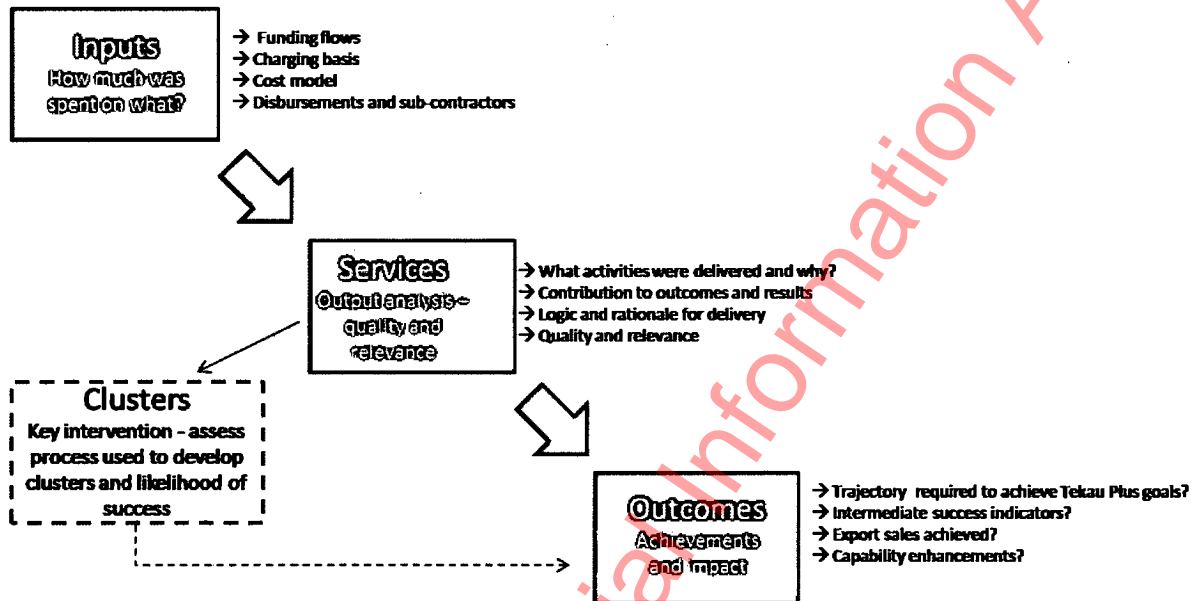 Inputs
How much was
spent on what?
→ Funding flows
→ Charging basis
→ Cost model
→ Disbursements and sub-contractors
Services
Output analysis –
quality and
relevance
→ What activities were delivered and why?
→ Contribution to outcomes and results
→ Logic and rationale for delivery
→ Quality and relevance
Clusters
Key intervention - assess
process used to develop
clusters and likelihood of
success
Outcomes
Achievements
and impact
→ Trajectory required to achieve Tekau Plus goals?
→ Intermediate success indicators?
→ Export sales achieved?
→ Capability enhancements?
Information